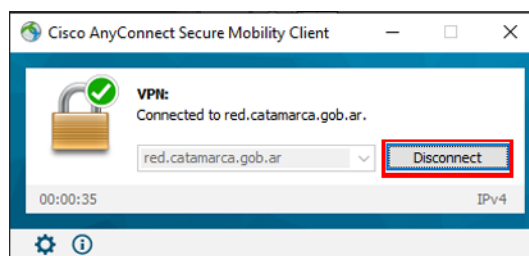 Cisco AnyConnect Secure Mobility Client
VPN:
Connected to red.catamarca.gob.ar.
red.catamarca.gob.ar
Disconnect
00:00:35
IPv4